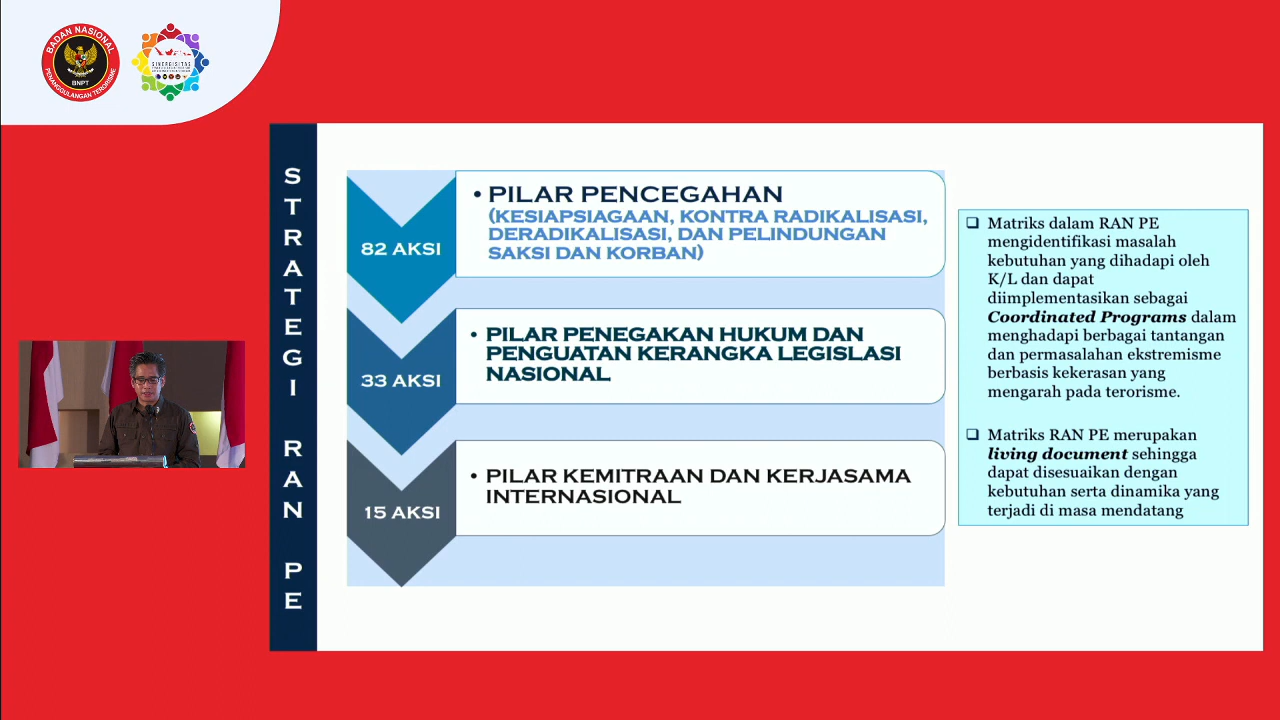 BADAN NASIONAL
BNPT
PENANGGULANGAN TERORISME
SINERGISITAS
STRATEGI RAN PE
82 AKSI
• PILAR PENCEGAHAN
(KESIAPSIAGAAN, KONTRA RADIKALISASI,
DERADIKALISASI, DAN PELINDUNGAN
SAKSI DAN KORBAN)
33 AKSI
• PILAR PENEGAKAN HUKUM DAN
PENGUATAN KERANGKA LEGISLASI
NASIONAL
15 AKSI
• PILAR KEMITRAAN DAN KERJASAMA
INTERNASIONAL
❑ Matriks dalam RAN PE
mengidentifikasi masalah
kebutuhan yang dihadapi oleh
K/L dan dapat
diimplementasikan sebagai
Coordinated Programs dalam
menghadapi berbagai tantangan
dan permasalahan ekstremisme
berbasis kekerasan yang
mengarah pada terorisme.
❑ Matriks RAN PE merupakan
living document sehingga
dapat disesuaikan dengan
kebutuhan serta dinamika yang
terjadi di masa mendatang